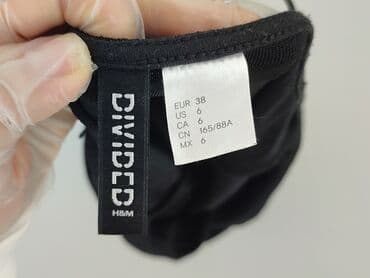 DIVIDED
H&M
EUR 38
US 6
CA 6
CN 165/88A
MX 6